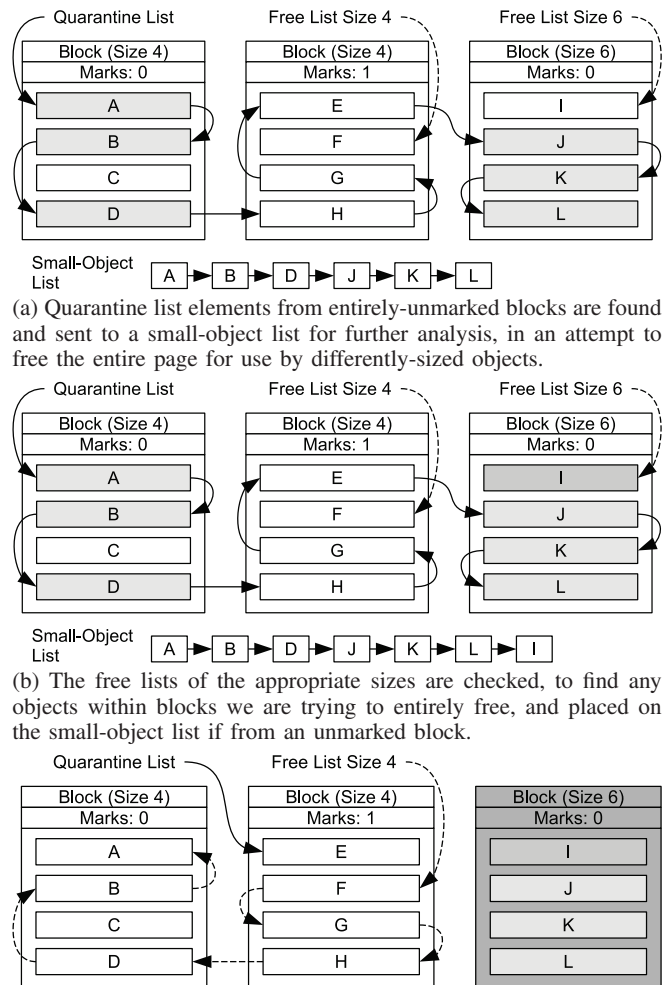 Quarantine List Free List Size 4 Free List Size 6
Block (Size 4) Block (Size 4) Block (Size 6)
Marks: 0 Marks: 1 Marks: 0
A E I
B F J
C G K
D H L
Small-Object List A B D J K L
(a) Quarantine list elements from entirely-unmarked blocks are found
and sent to a small-object list for further analysis, in an attempt to
free the entire page for use by differently-sized objects.
Quarantine List Free List Size 4 Free List Size 6
Block (Size 4) Block (Size 4) Block (Size 6)
Marks: 0 Marks: 1 Marks: 0
A E I
B F J
C G K
D H L
Small-Object List A B D J K L I
(b) The free lists of the appropriate sizes are checked, to find any
objects within blocks we are trying to entirely free, and placed on
the small-object list if from an unmarked block.
Quarantine List Free List Size 4
Block (Size 4) Block (Size 4) Block (Size 6)
Marks: 0 Marks: 1 Marks: 0
A E I
B F J
C G K
D H L